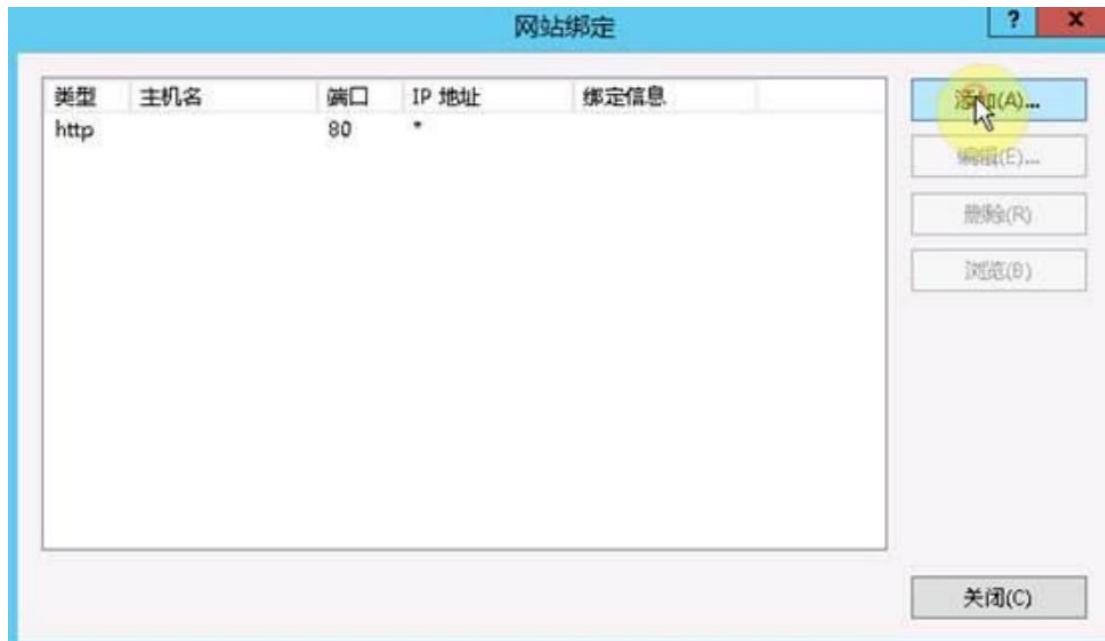 网站绑定
? x
类型 主机名 端口 IP 地址 绑定信息
http 80 *
添加(A)...
编辑(E)...
删除(R)
浏览(B)
关闭(C)